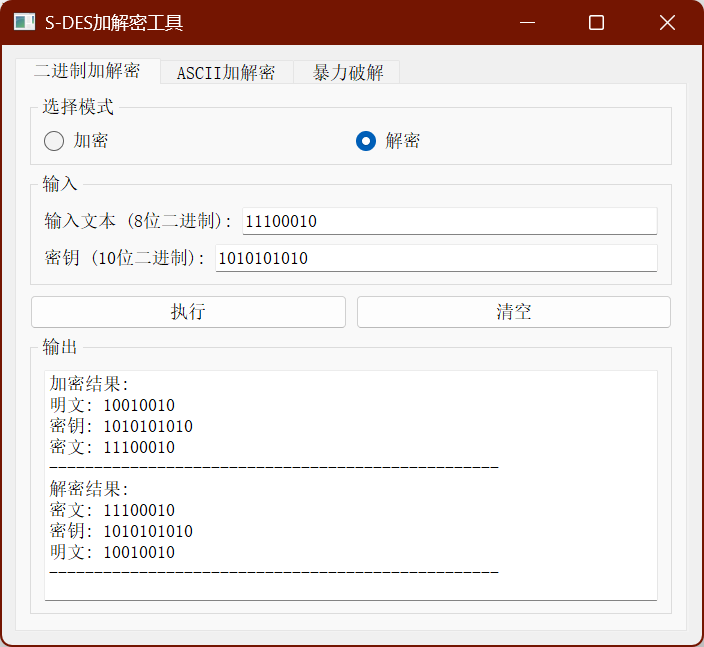 S-DES加解密工具
二进制加解密 ASCII加解密 暴力破解
选择模式
加密 解密
输入
输入文本 (8位二进制): 11100010
密钥 (10位二进制): 1010101010
执行 清空
输出
加密结果:
明文: 10010010
密钥: 1010101010
密文: 11100010
--------------------------------------------------
解密结果:
密文: 11100010
密钥: 1010101010
明文: 10010010
--------------------------------------------------